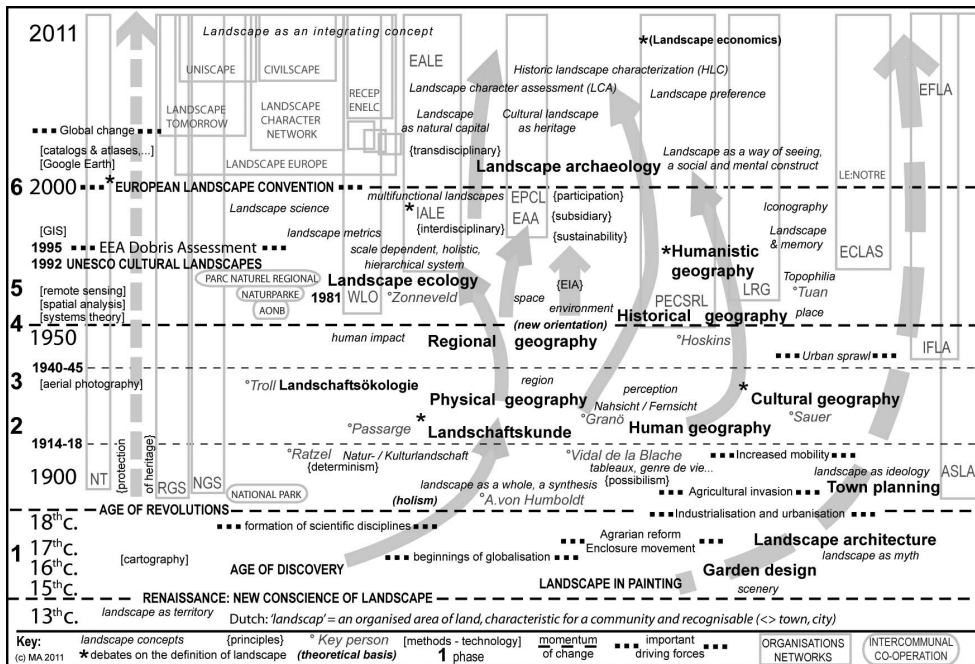 2011
Landscape as an integrating concept
*(Landscape economics)
UNISCAPE
CIVILSCAPE
EALE
Historic landscape characterization (HLC)
RECEP
ENELC
Landscape character assessment (LCA)
Landscape preference
EFLA
LANDSCAPE
TOMORROW
LANDSCAPE
CHARACTER
NETWORK
Landscape
as natural capital
Cultural landscape
as heritage
Global change
[catalogs & atlases,...]
[Google Earth]
{transdisciplinary}
LANDSCAPE EUROPE
Landscape archaeology
Landscape as a way of seeing,
a social and mental construct
LE:NOTRE
6 2000
*EUROPEAN LANDSCAPE CONVENTION
multifunctional landscapes
EPCL
{participation}
Landscape science
*IALE
EAA
{subsidiary}
Iconography
[GIS]
{interdisciplinary}
landscape metrics
{sustainability}
Landscape
& memory
1995
EEA Dobris Assessment
scale dependent, holistic,
hierarchical system
*Humanistic
geography
ECLAS
1992 UNESCO CULTURAL LANDSCAPES
PARC NATUREL REGIONAL
Landscape ecology
{EIA}
LRG
Topophilia
5
[remote sensing]
[spatial analysis]
[systems theory]
NATURPARKE
1981
WLO
°Zonneveld
space
PECSRL
°Tuan
AONB
environment
Historical geography
place
4
(new orientation)
1950
human impact
Regional geography
°Hoskins
IFLA
Urban sprawl
1940-45
3
[aerial photography]
°Troll Landschaftsökologie
region
perception
Physical geography
Nahsicht / Fernsicht
*Cultural geography
2
°Passarge
*Landschaftskunde
°Granö
Human geography
°Sauer
1914-18
NT
{protection
of heritage}
RGS
NGS
°Ratzel
Natur- / Kulturlandschaft
°Vidal de la Blache
Increased mobility
{determinism}
tableaux, genre de vie...
{possibilism}
landscape as ideology
ASLA
1900
NATIONAL PARK
landscape as a whole, a synthesis
(holism)
°A.von Humboldt
Agricultural invasion
Town planning
AGE OF REVOLUTIONS
18thc.
formation of scientific disciplines
Industrialisation and urbanisation
1
17thc.
[cartography]
beginnings of globalisation
Agrarian reform
Enclosure movement
Landscape architecture
landscape as myth
16thc.
AGE OF DISCOVERY
Garden design
15thc.
LANDSCAPE IN PAINTING
scenery
RENAISSANCE: NEW CONSCIENCE OF LANDSCAPE
13thc.
landscape as territory
Dutch: 'landscap' = an organised area of land, characteristic for a community and recognisable (<> town, city)
Key:
landscape concepts
{principles}
° Key person
[methods - technology]
momentum
of change
important
driving forces
ORGANISATIONS
NETWORKS
INTERCOMMUNAL
CO-OPERATION
(c) MA 2011
*debates on the definition of landscape
(theoretical basis)
1 phase